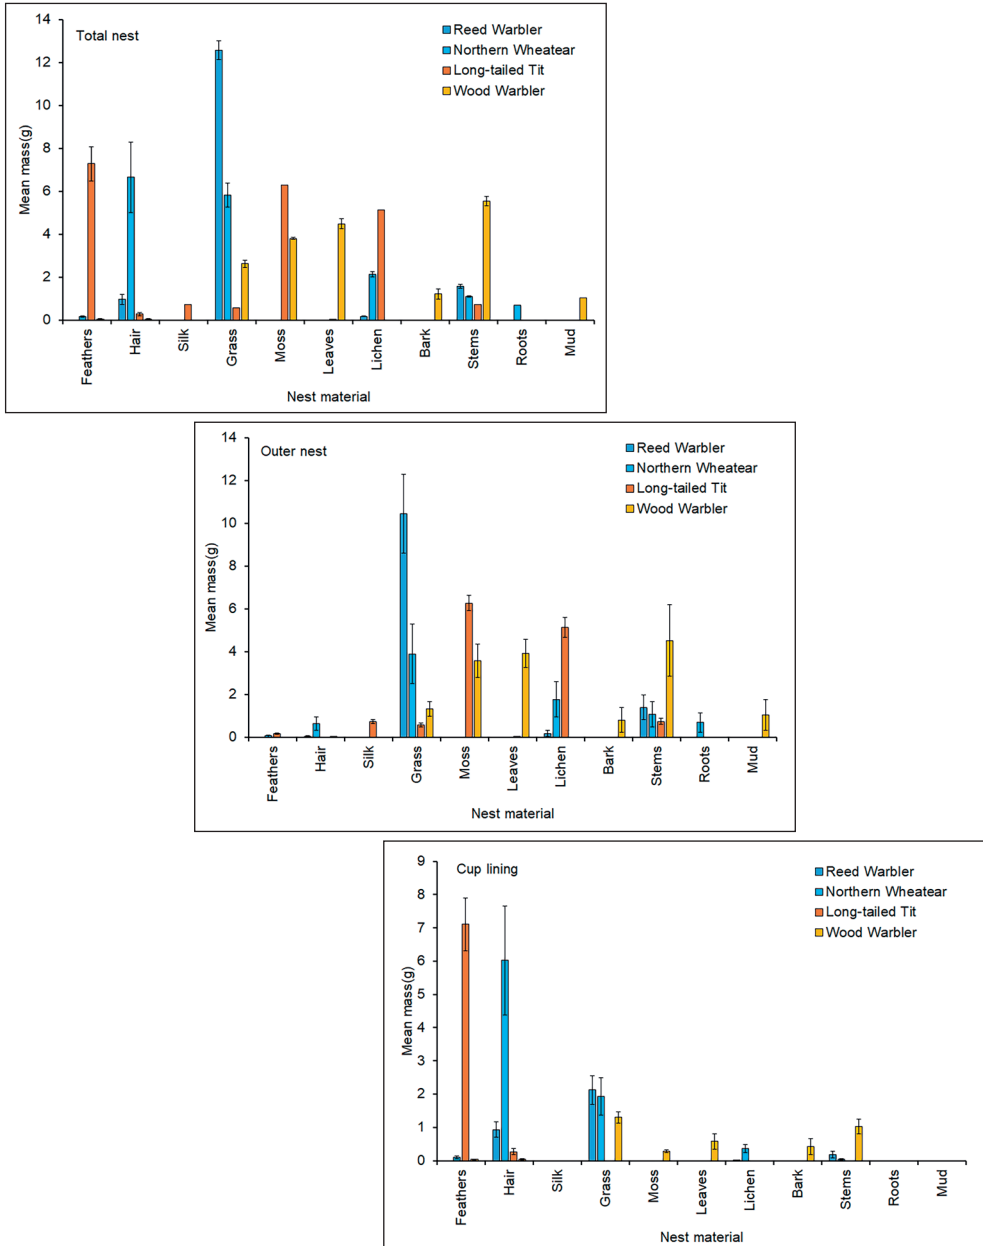 Total nest
Reed Warbler
Northern Wheatear
Long-tailed Tit
Wood Warbler
14
12
10
8
6
4
2
0
Mean mass(g)
Feathers
Hair
Silk
Grass
Moss
Leaves
Lichen
Bark
Stems
Roots
Mud
Nest material
Outer nest
Reed Warbler
Northern Wheatear
Long-tailed Tit
Wood Warbler
14
12
10
8
6
4
2
0
Mean mass(g)
Feathers
Hair
Silk
Grass
Moss
Leaves
Lichen
Bark
Stems
Roots
Mud
Nest material
Cup lining
Reed Warbler
Northern Wheatear
Long-tailed Tit
Wood Warbler
9
8
7
6
5
4
3
2
1
0
Mean mass(g)
Feathers
Hair
Silk
Grass
Moss
Leaves
Lichen
Bark
Stems
Roots
Mud
Nest material